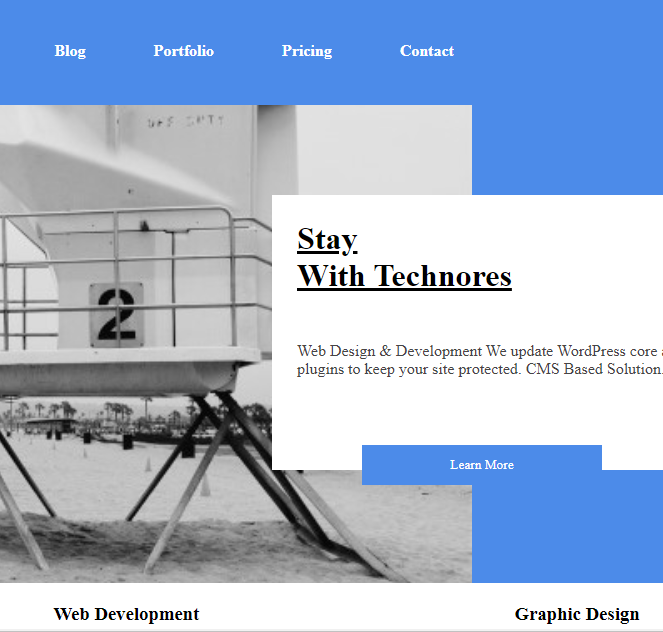 Blog Portfolio Pricing Contact
Stay
With Technores
2
Web Design & Development We update WordPress core
plugins to keep your site protected. CMS Based Solution.
Learn More
Web Development Graphic Design